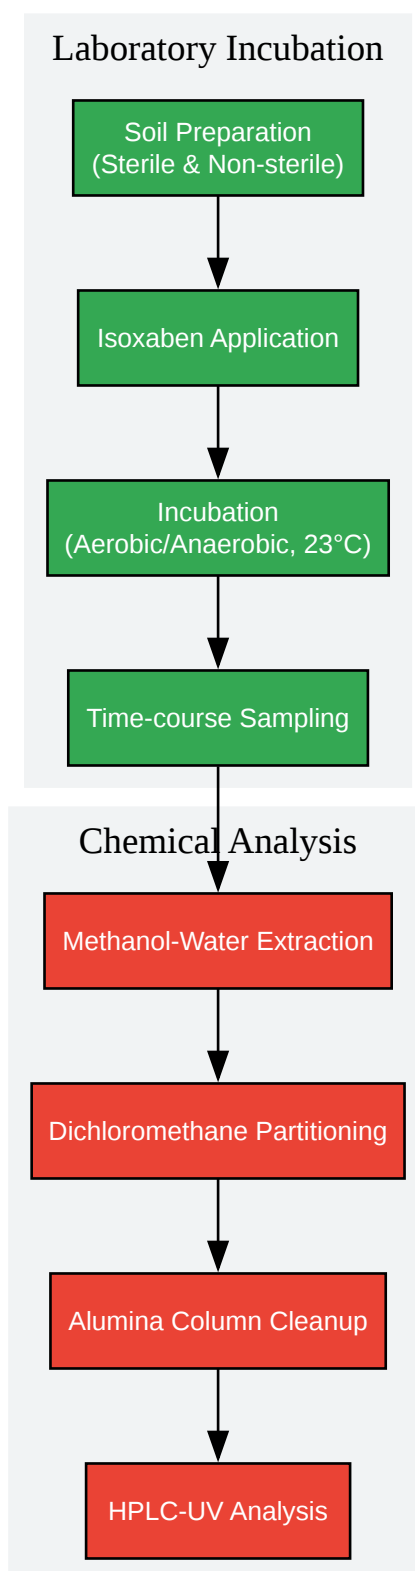 Laboratory Incubation
Soil Preparation
(Sterile & Non-sterile)
Isoxaben Application
Incubation
(Aerobic/Anaerobic, 23°C)
Time-course Sampling
Chemical Analysis
Methanol-Water Extraction
Dichloromethane Partitioning
Alumina Column Cleanup
HPLC-UV Analysis